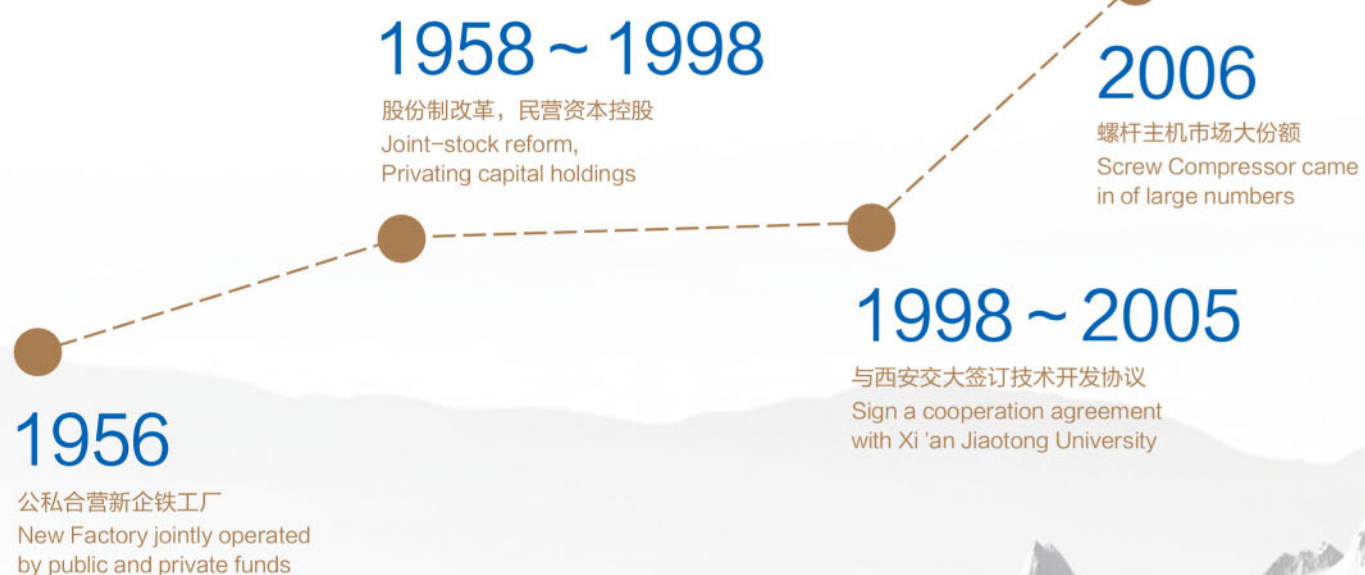 1958 ~ 1998
股份制改革，民营资本控股
Joint-stock reform,
Privating capital holdings
2006
螺杆主机市场大份额
Screw Compressor came
in of large numbers
1998 ~ 2005
与西安交大签订技术开发协议
Sign a cooperation agreement
with Xi 'an Jiaotong University
1956
公私合营新企铁工厂
New Factory jointly operated
by public and private funds